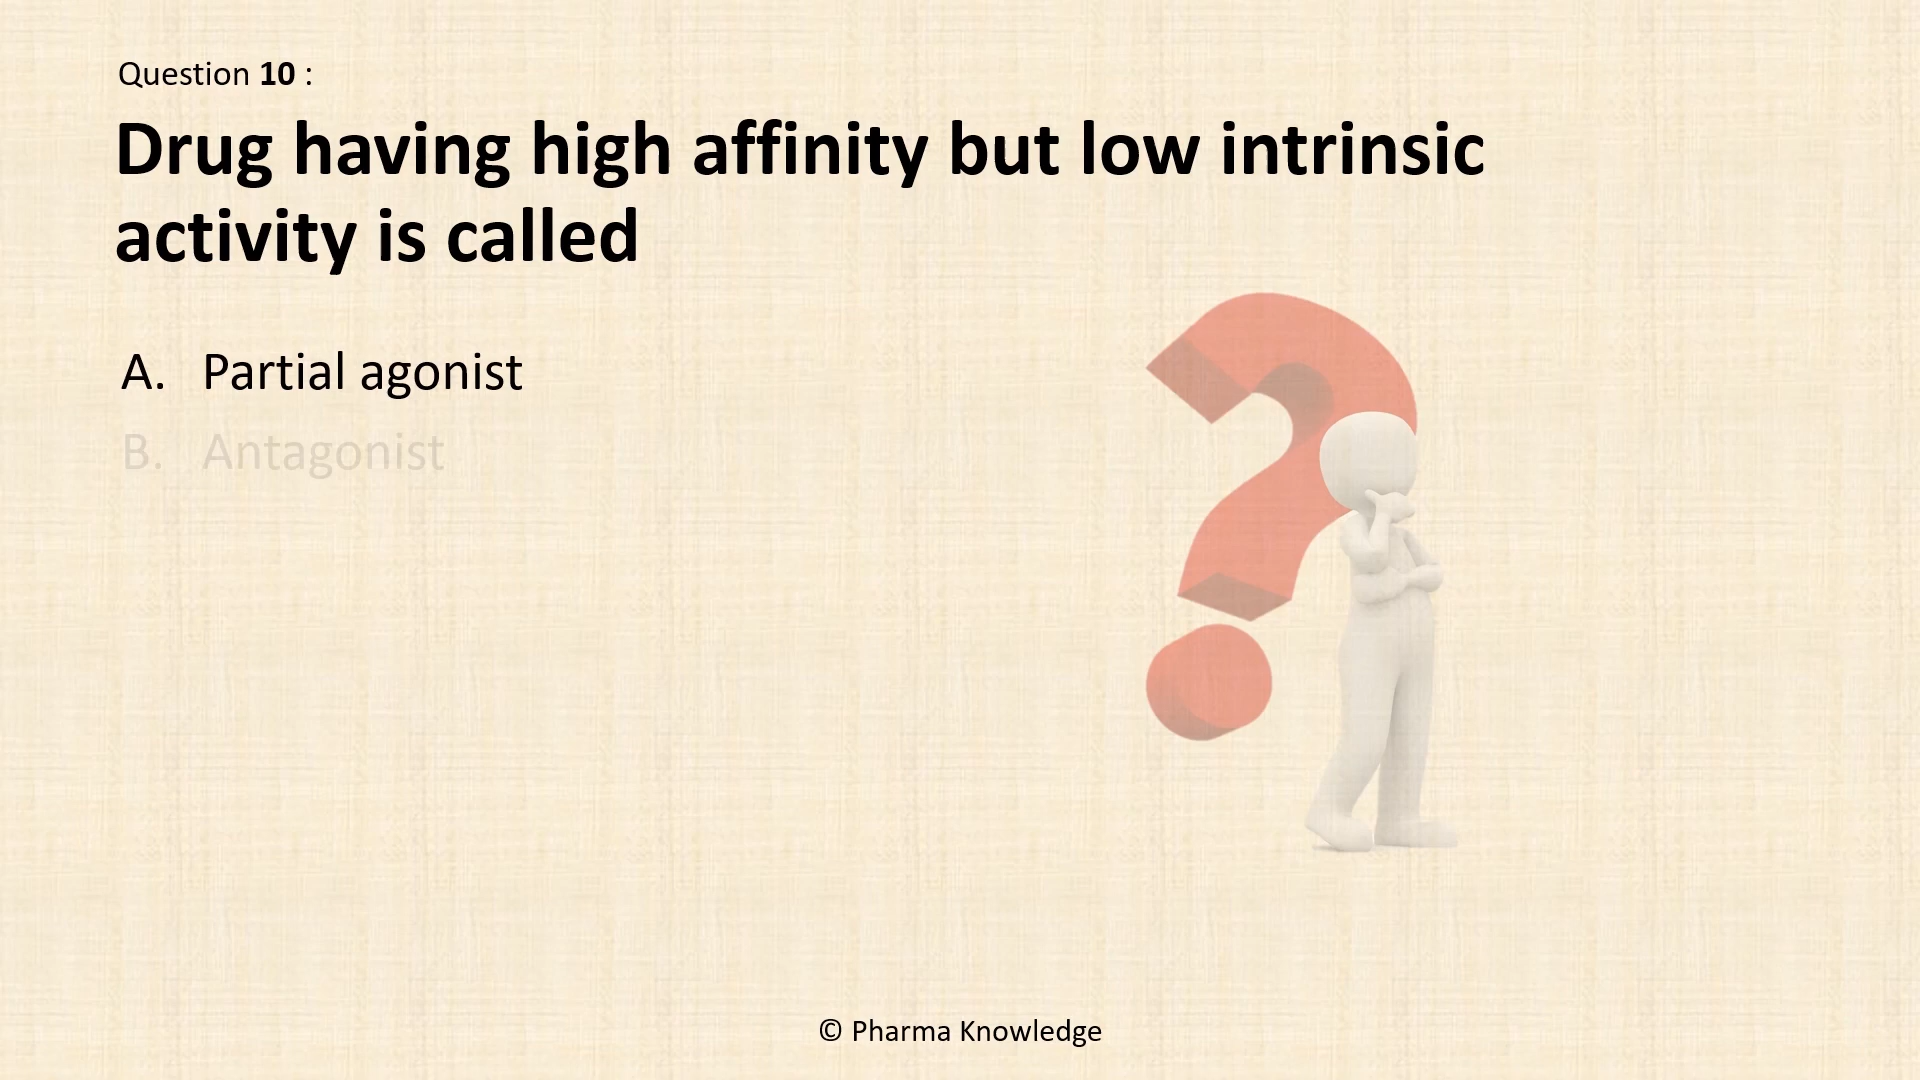 Question 10 :
Drug having high affinity but low intrinsic
activity is called
A. Partial agonist
B. Antagonist
© Pharma Knowledge